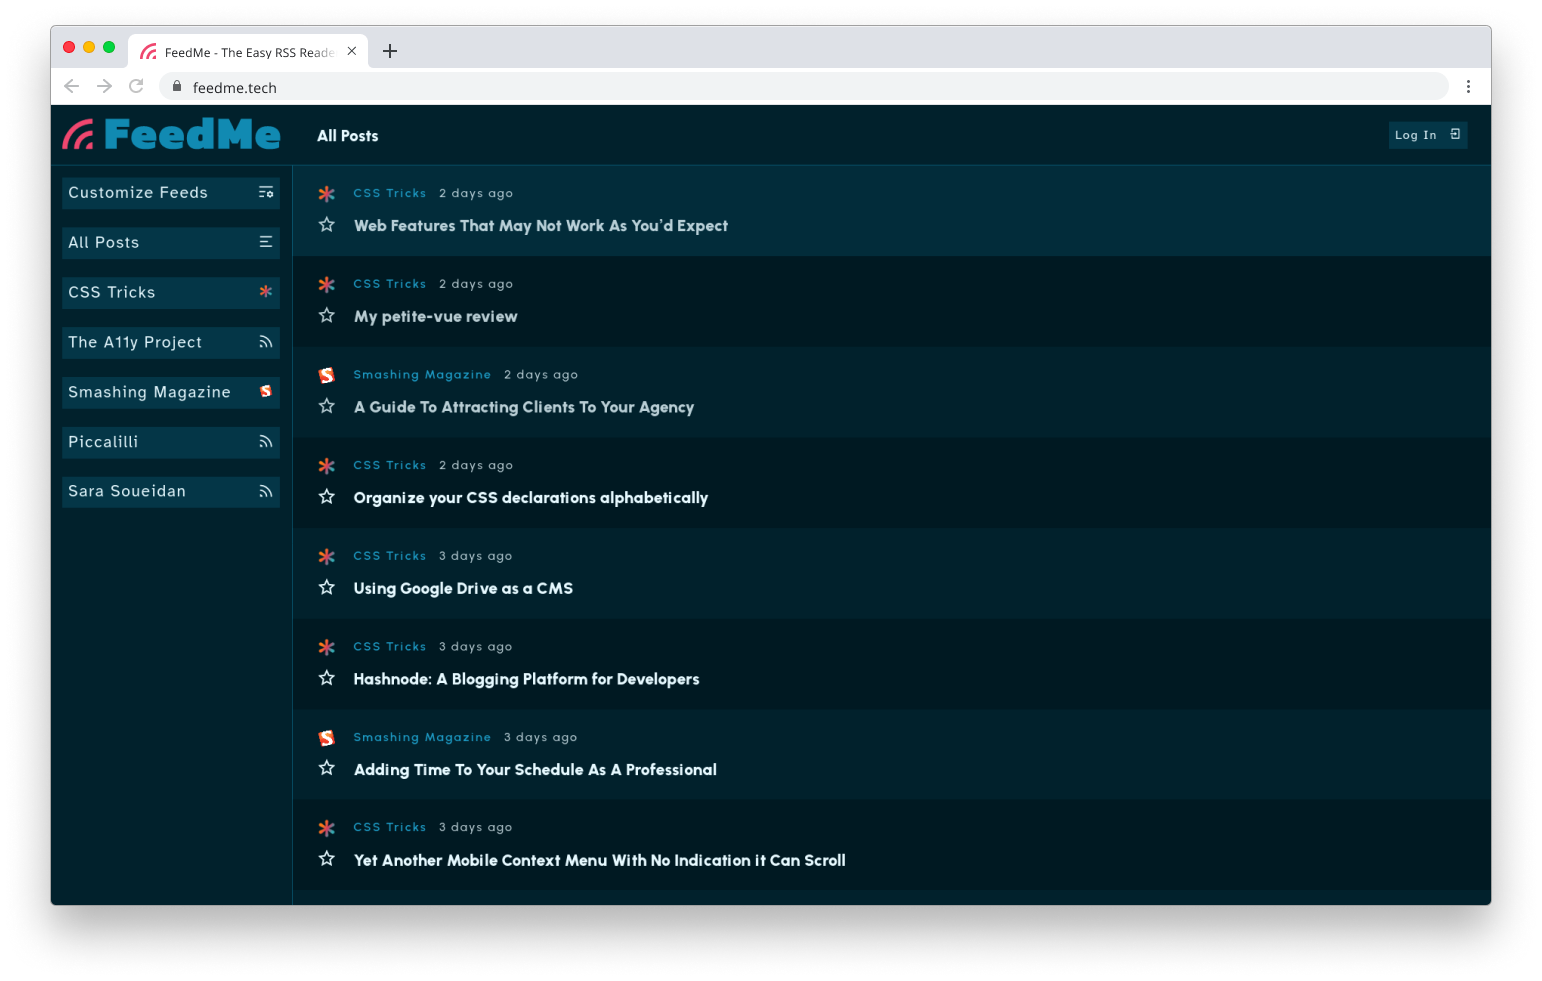 FeedMe - The Easy RSS Reade
feedme.tech
FeedMe
All Posts
Log In
Customize Feeds
All Posts
CSS Tricks
The A11y Project
Smashing Magazine
Piccalilli
Sara Soueidan
CSS Tricks 2 days ago
Web Features That May Not Work As You'd Expect
CSS Tricks 2 days ago
My petite-vue review
Smashing Magazine 2 days ago
A Guide To Attracting Clients To Your Agency
CSS Tricks 2 days ago
Organize your CSS declarations alphabetically
CSS Tricks 3 days ago
Using Google Drive as a CMS
CSS Tricks 3 days ago
Hashnode: A Blogging Platform for Developers
Smashing Magazine 3 days ago
Adding Time To Your Schedule As A Professional
CSS Tricks 3 days ago
Yet Another Mobile Context Menu With No Indication it Can Scroll